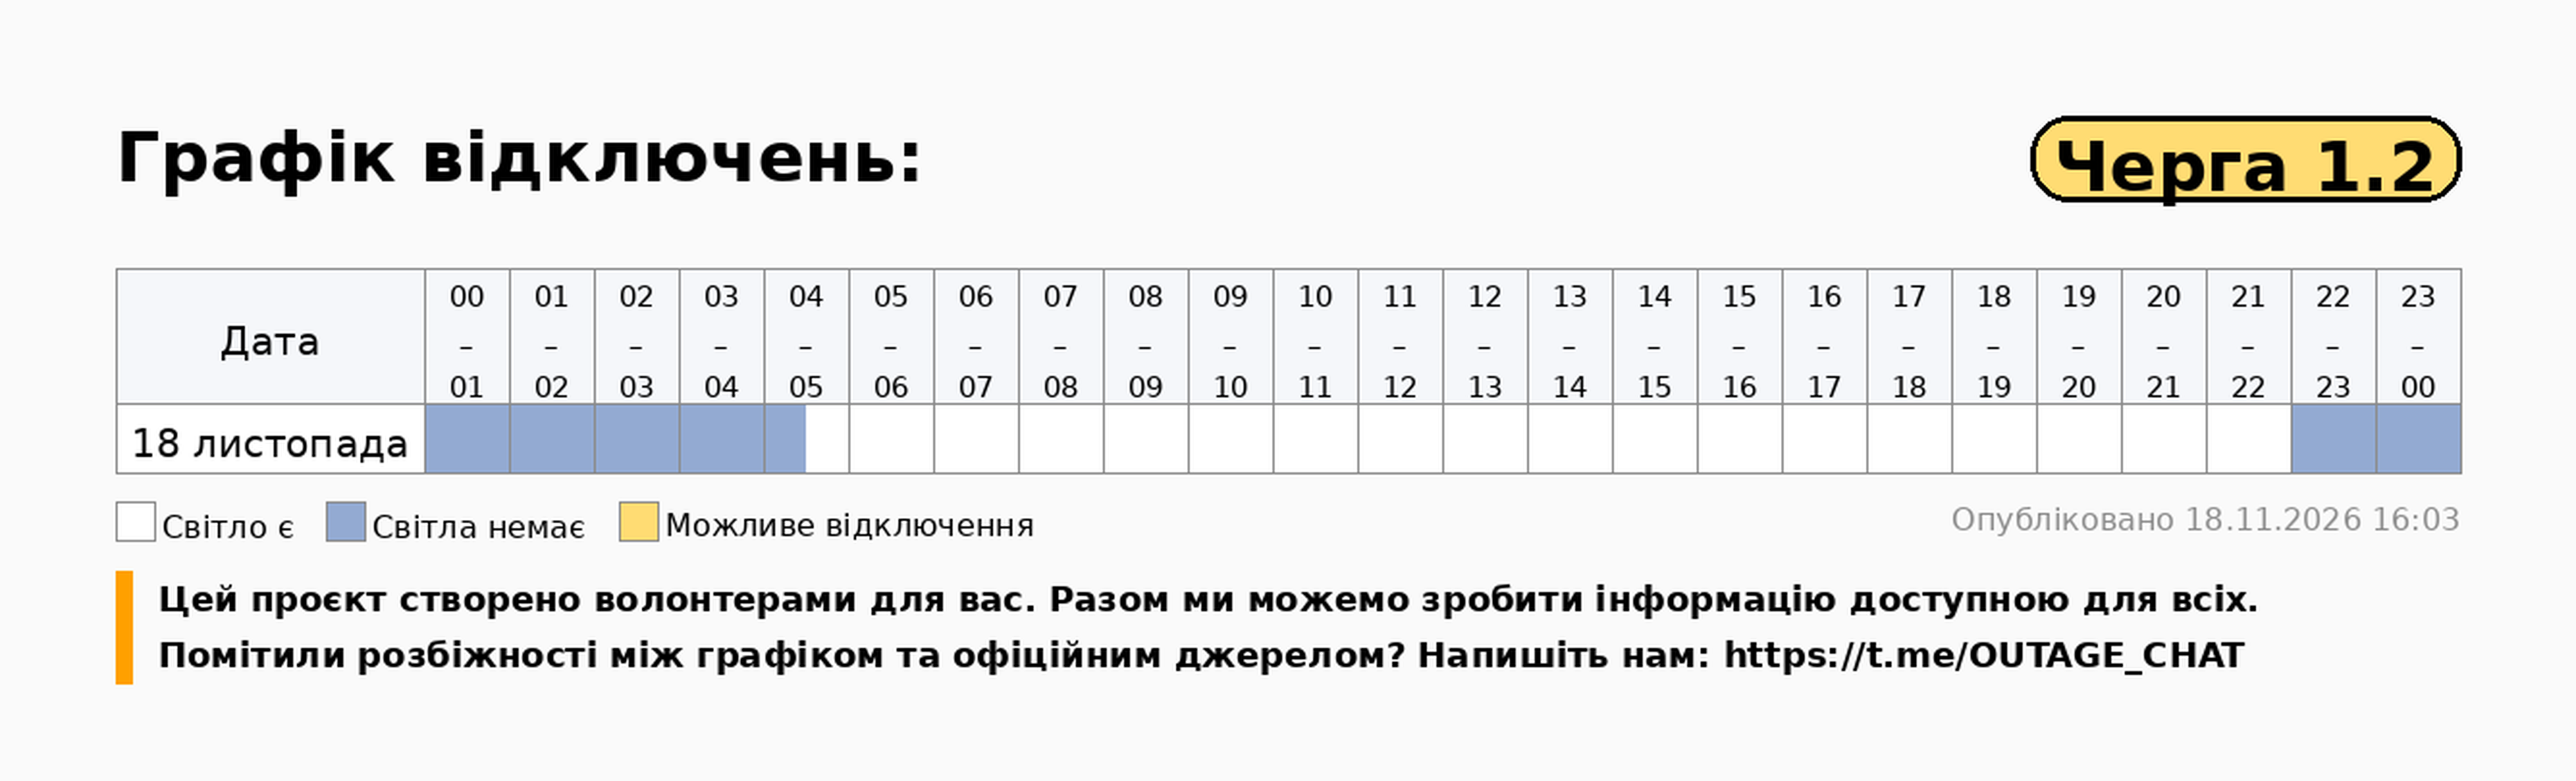 Графік відключень:
Черга 1.2
Дата
00 – 01
01 – 02
02 – 03
03 – 04
04 – 05
05 – 06
06 – 07
07 – 08
08 – 09
09 – 10
10 – 11
11 – 12
12 – 13
13 – 14
14 – 15
15 – 16
16 – 17
17 – 18
18 – 19
19 – 20
20 – 21
21 – 22
22 – 23
23 – 00
18 листопада
Світло є
Світла немає
Можливе відключення
Опубліковано 18.11.2026 16:03
Цей проєкт створено волонтерами для вас. Разом ми можемо зробити інформацію доступною для всіх.
Помітили розбіжності між графіком та офіційним джерелом? Напишіть нам: https://t.me/OUTAGE_CHAT